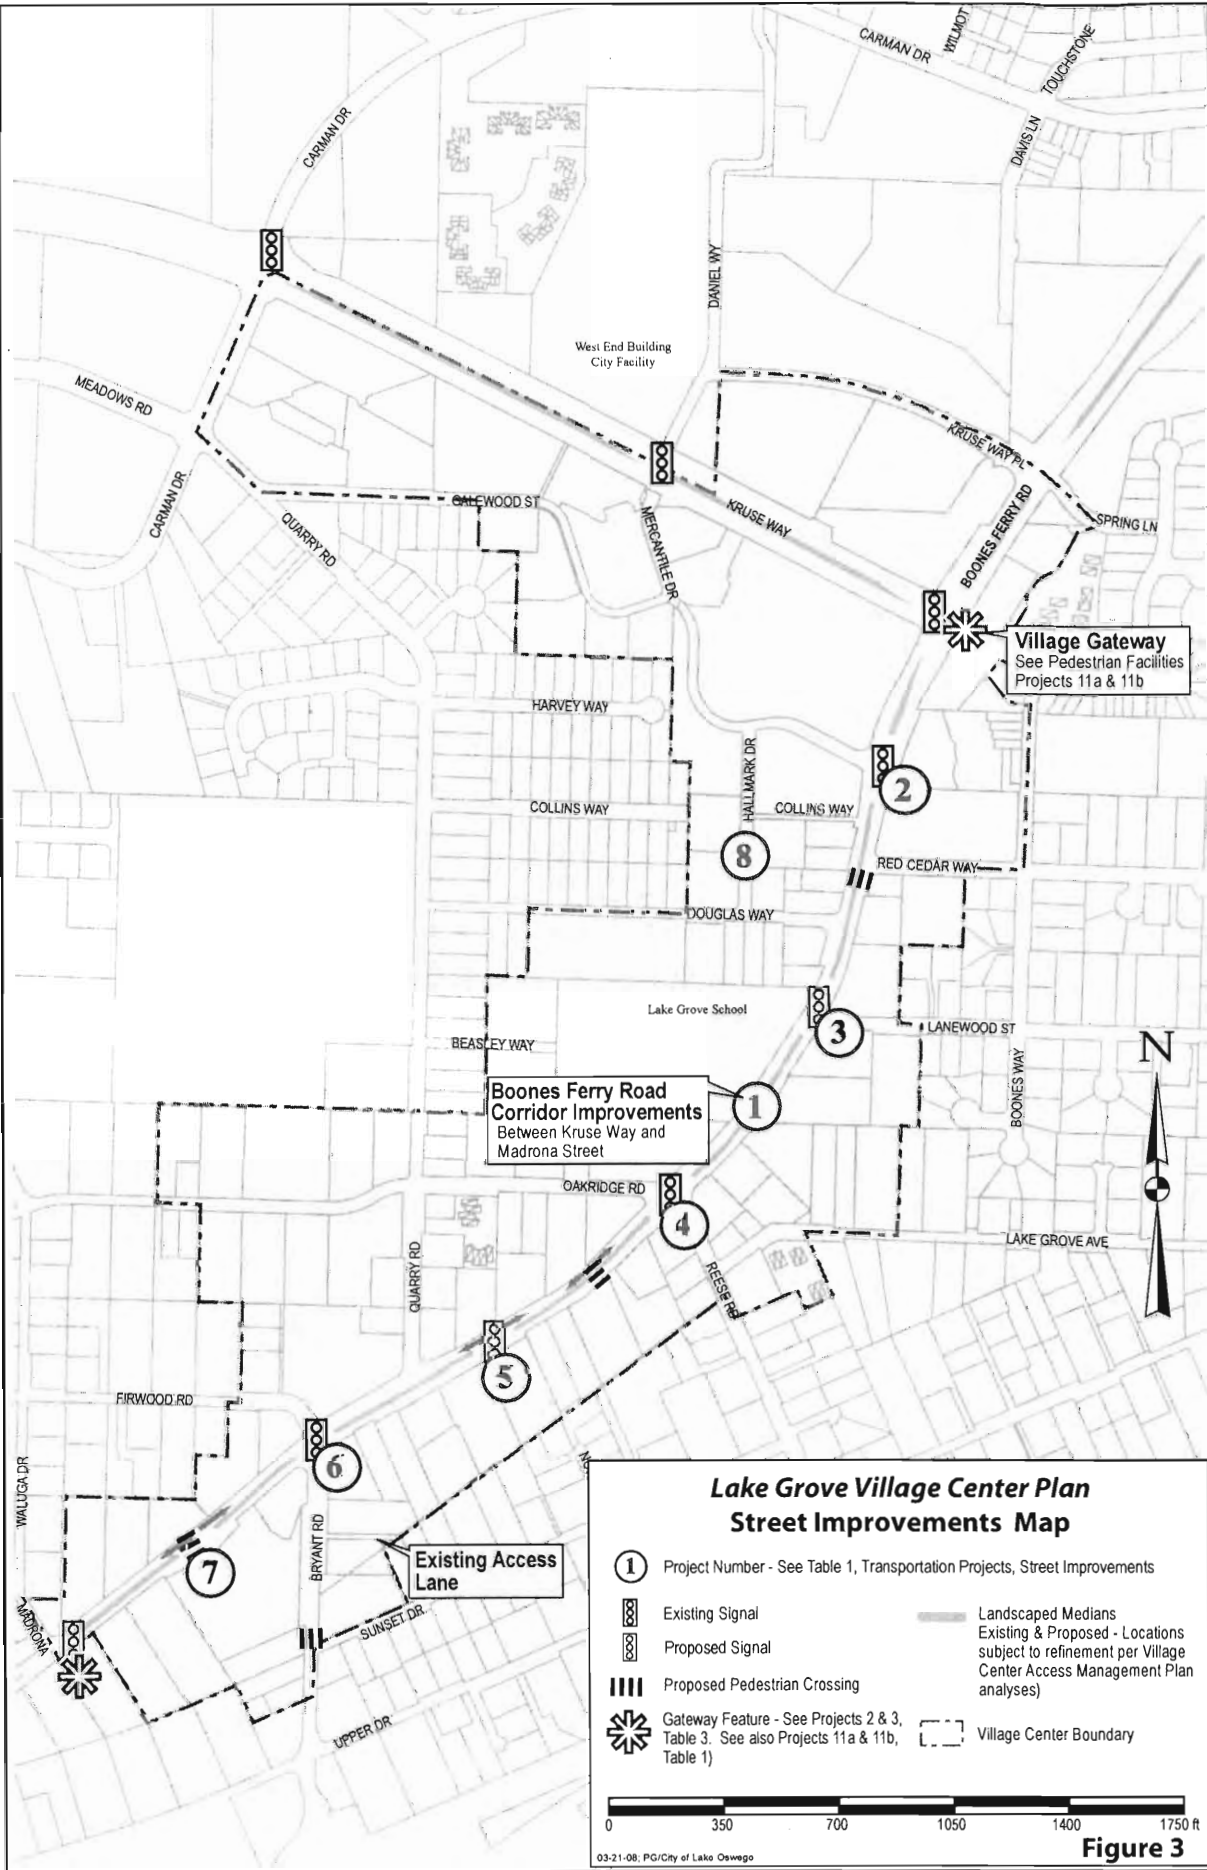 CARMAN DR
WILMOT
TOUCHSTONE
CARMAN DR
DAVIS LN
DANIEL WY
West End Building
City Facility
MEADOWS RD
KRUSE WAY PL
CARMAN DR
GALEWOOD ST
QUARRY RD
MERCANTILE DR
KRUSE WAY
BOONES FERRY RD
SPRING LN
Village Gateway
See Pedestrian Facilities
Projects 11a & 11b
HARVEY WAY
HALLMARK DR
2
COLLINS WAY
COLLINS WAY
8
RED CEDAR WAY
DOUGLAS WAY
Lake Grove School
3
LANEWOOD ST
BEASLEY WAY
BOONES WAY
N
Boones Ferry Road
Corridor Improvements
Between Kruse Way and
Madrona Street
1
OAKRIDGE RD
4
LAKE GROVE AVE
QUARRY RD
REESE RD
5
FIRWOOD RD
6
WALUGA DR
BRYANT RD
7
Existing Access
Lane
MADRONA
SUNSET DR
UPPER DR
Lake Grove Village Center Plan
Street Improvements Map
1 Project Number - See Table 1, Transportation Projects, Street Improvements
Existing Signal
Proposed Signal
Proposed Pedestrian Crossing
Gateway Feature - See Projects 2 & 3,
Table 3. See also Projects 11a & 11b,
Table 1)
Landscaped Medians
Existing & Proposed - Locations
subject to refinement per Village
Center Access Management Plan
analyses)
Village Center Boundary
0 350 700 1050 1400 1750 ft
03-21-08; PG/City of Lake Oswego
Figure 3